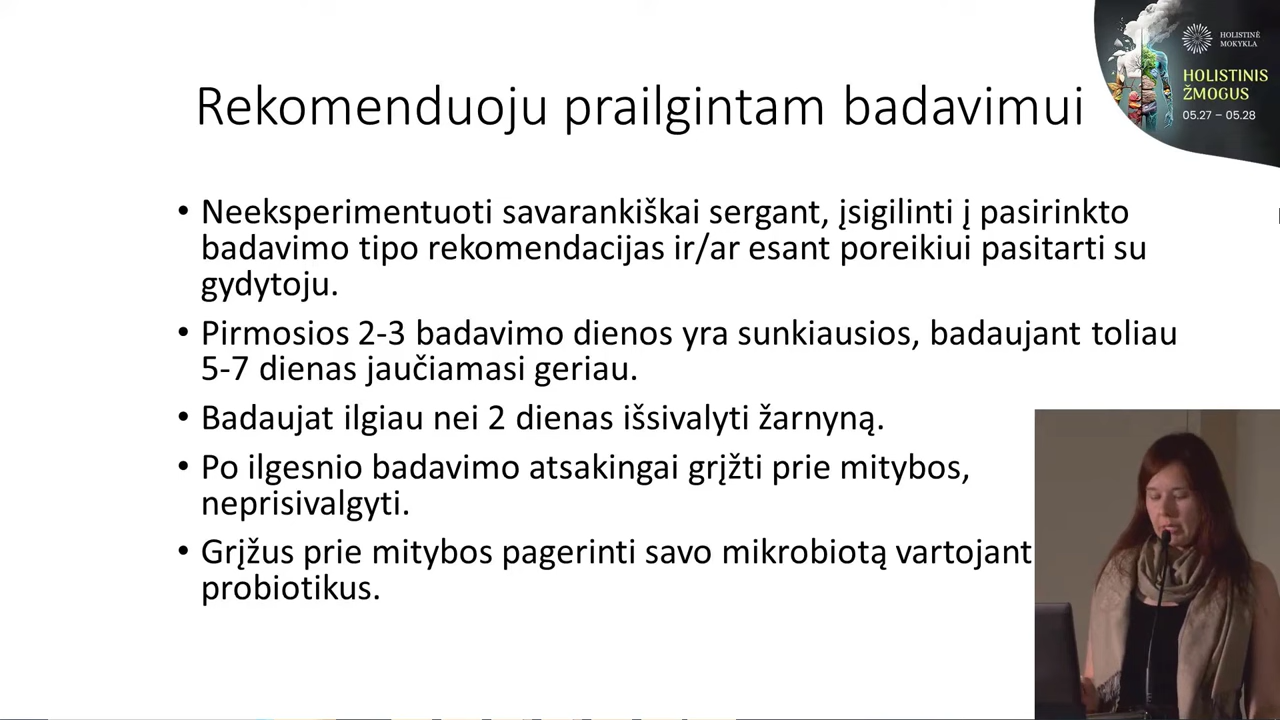 Rekomenduoju prailgintam badavimui
HOLISTINĖ
MOKYKLA
HOLISTINIS
ŽMOGUS
05.27 – 05.28
• Neeksperimentuoti savarankiškai sergant, įsigilinti į pasirinkto
badavimo tipo rekomendacijas ir/ar esant poreikiui pasitarti su
gydytoju.
• Pirmosios 2-3 badavimo dienos yra sunkiausios, badaujant toliau
5-7 dienas jaučiamasi geriau.
• Badaujat ilgiau nei 2 dienas išsivalyti žarnyną.
• Po ilgesnio badavimo atsakingai grįžti prie mitybos,
neprisivalgyti.
• Grįžus prie mitybos pagerinti savo mikrobiotą vartojant
probiotikus.